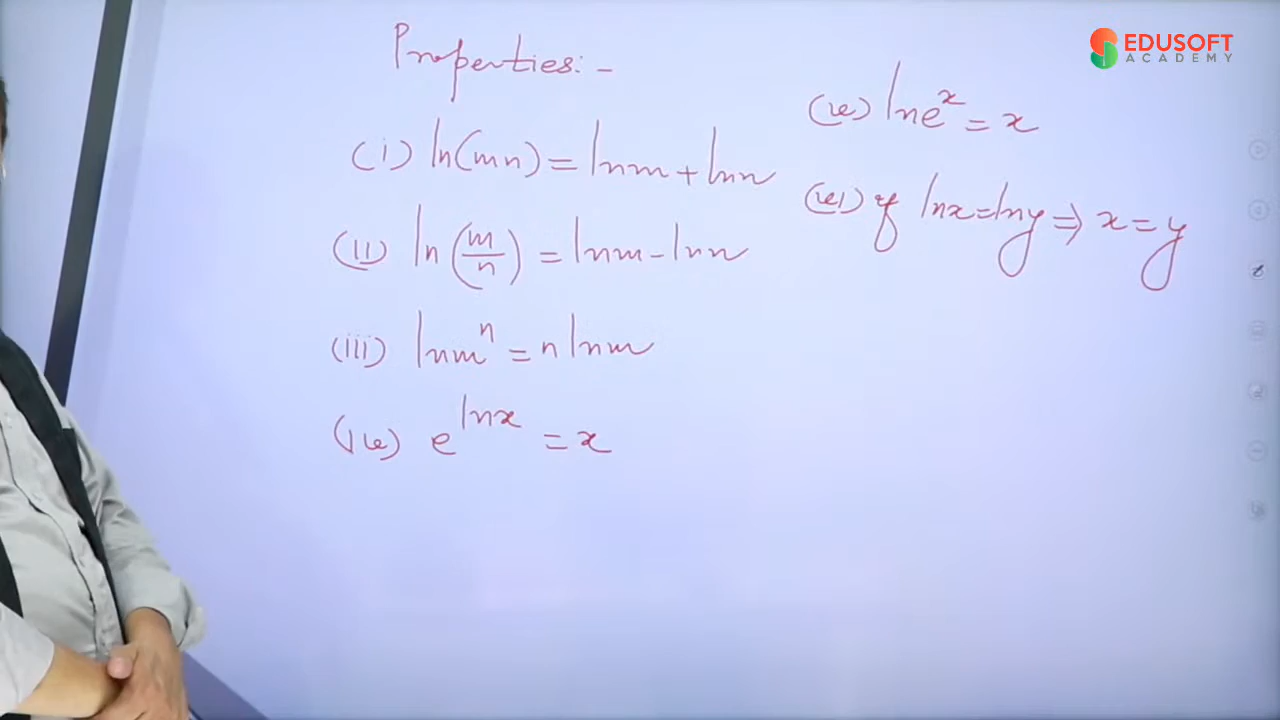 Properties:-
(i) ln(mn) = lnm + lnn
(ii) ln(m/n) = lnm - lnn
(iii) lnmⁿ = n lnm
(iv) e^lnx = x
(v) lne^x = x
(vi) if lnx = lny ⇒ x = y
EDUSOFT
ACADEMY